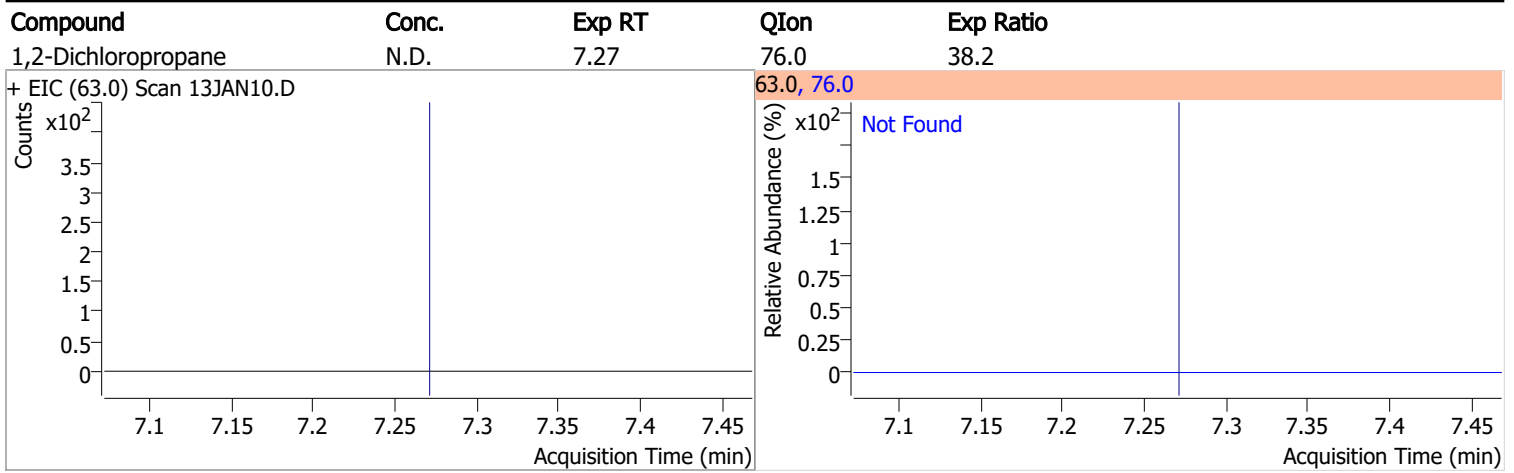 Compound Conc. Exp RT QIon Exp Ratio
1,2-Dichloropropane N.D. 7.27 76.0 38.2
+ EIC (63.0) Scan 13JAN10.D
Counts
x10²
3.5
3
2.5
2
1.5
1
0.5
0
7.1 7.15 7.2 7.25 7.3 7.35 7.4 7.45
Acquisition Time (min)
63.0, 76.0
Relative Abundance (%)
x10²
Not Found
1.5
1.25
1
0.75
0.5
0.25
0
7.1 7.15 7.2 7.25 7.3 7.35 7.4 7.45
Acquisition Time (min)